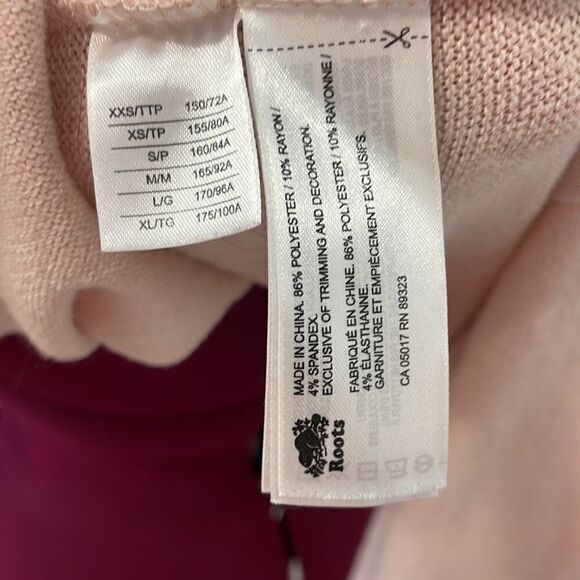 XXS/TTP 150/72A
XS/TP 155/80A
S/P 160/84A
M/M 165/92A
L/G 170/96A
XL/TG 175/100A
MADE IN CHINA. 86% POLYESTER / 10% RAYON /
4% SPANDEX.
EXCLUSIVE OF TRIMMING AND DECORATION.
FABRIQUÉ EN CHINE. 86% POLYESTER / 10% RAYONNE /
4% ÉLASTHANNE.
GARNITURE ET EMPIÈCEMENT EXCLUSIFS.
CA 05017 RN 89323
Roots